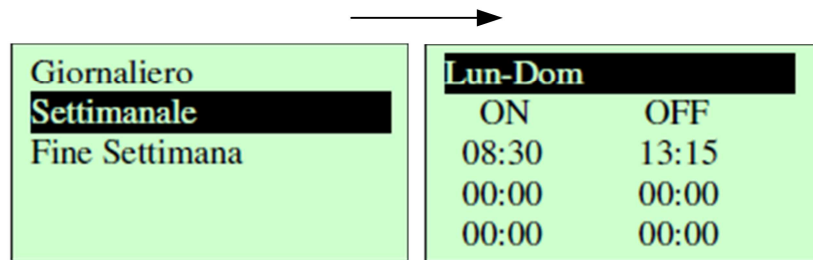 Giornaliero
Settimanale
Fine Settimana
Lun-Dom
ON OFF
08:30 13:15
00:00 00:00
00:00 00:00